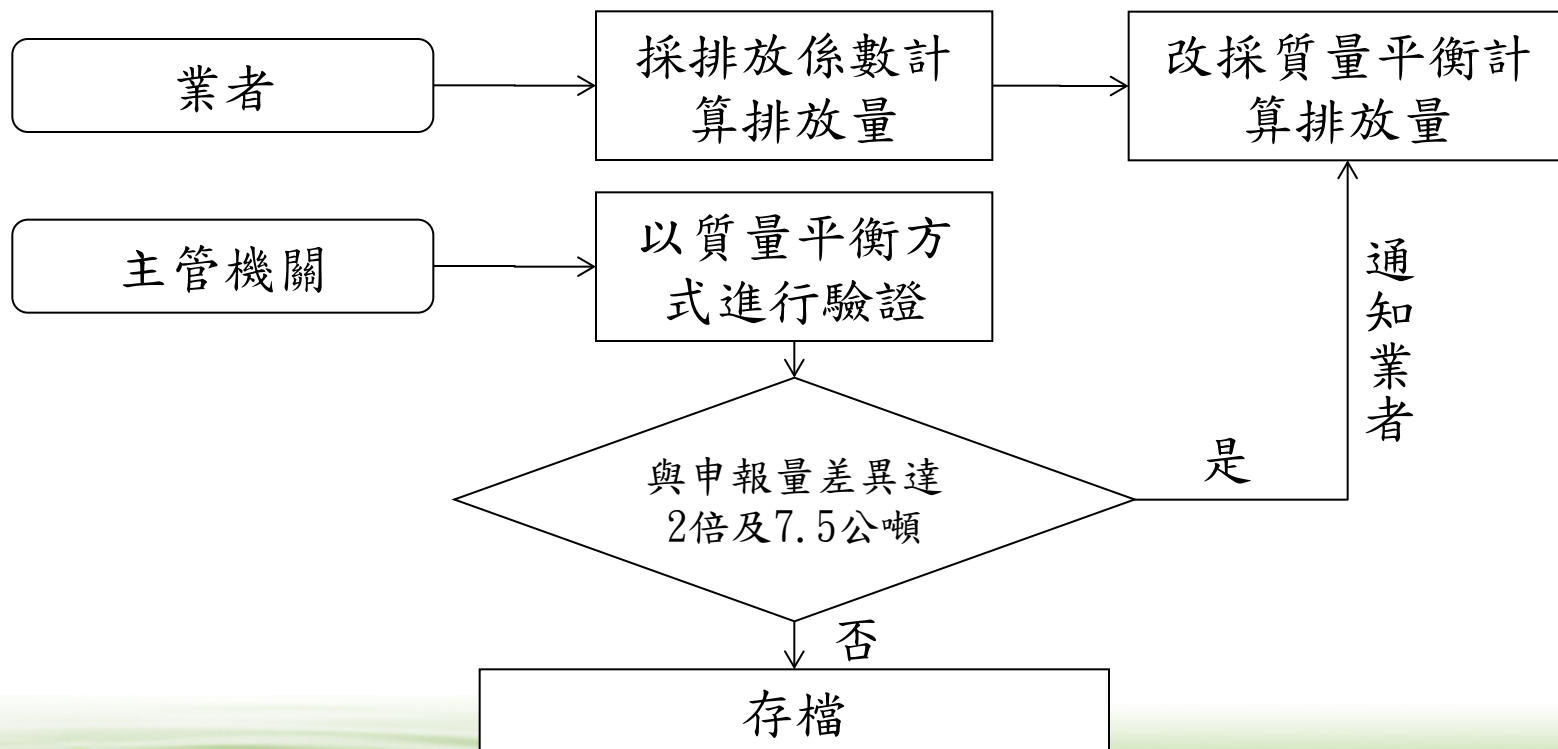 業者
採排放係數計
算排放量
改採質量平衡計
算排放量
主管機關
以質量平衡方
式進行驗證
通知業者
與申報量差異達
2倍及7.5公噸
是
否
存檔